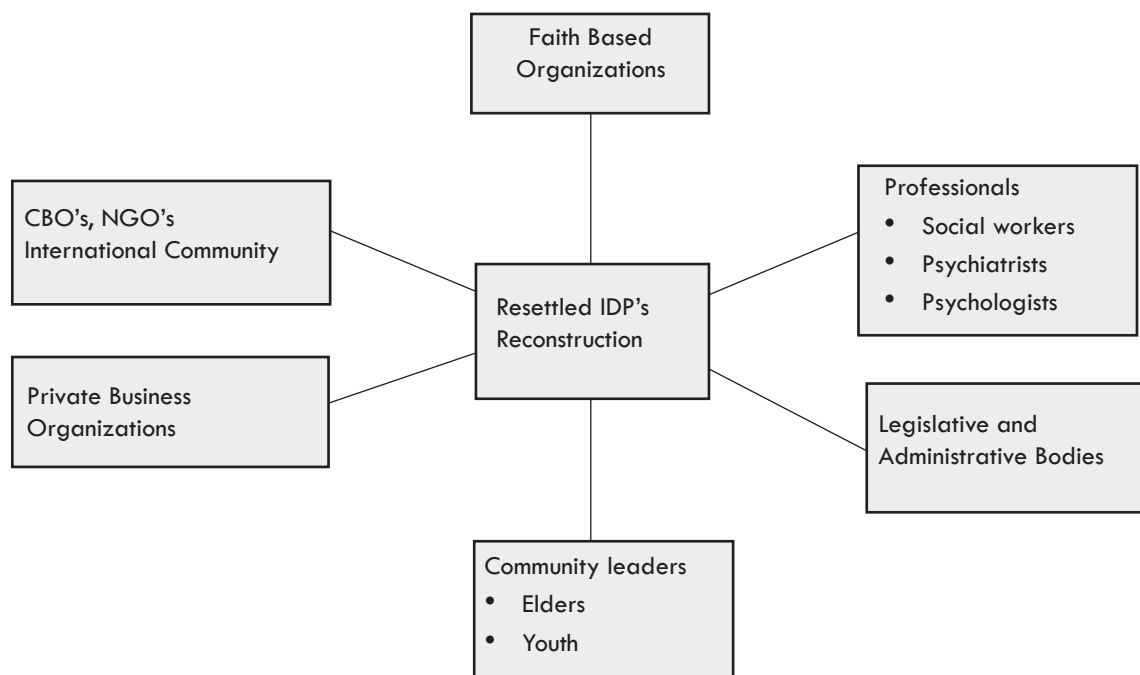 Faith Based
Organizations
CBO’s, NGO’s
International Community
Professionals
• Social workers
• Psychiatrists
• Psychologists
Resettled IDP’s
Reconstruction
Private Business
Organizations
Legislative and
Administrative Bodies
Community leaders
• Elders
• Youth